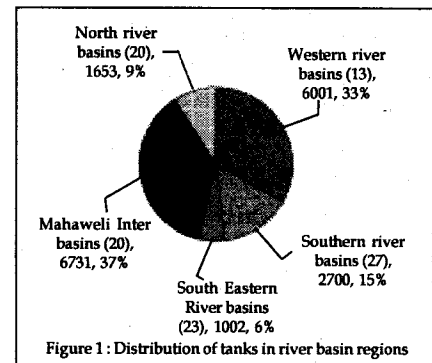 North river
basins (20),
1653, 9%
Western river
basins (13),
6001, 33%
Mahaweli Inter
basins (20)
6731, 37%
Southern river
basins (27)
2700, 15%
South Eastern
River basins
(23), 1002, 6%
Figure 1 : Distribution of tanks in river basin regions